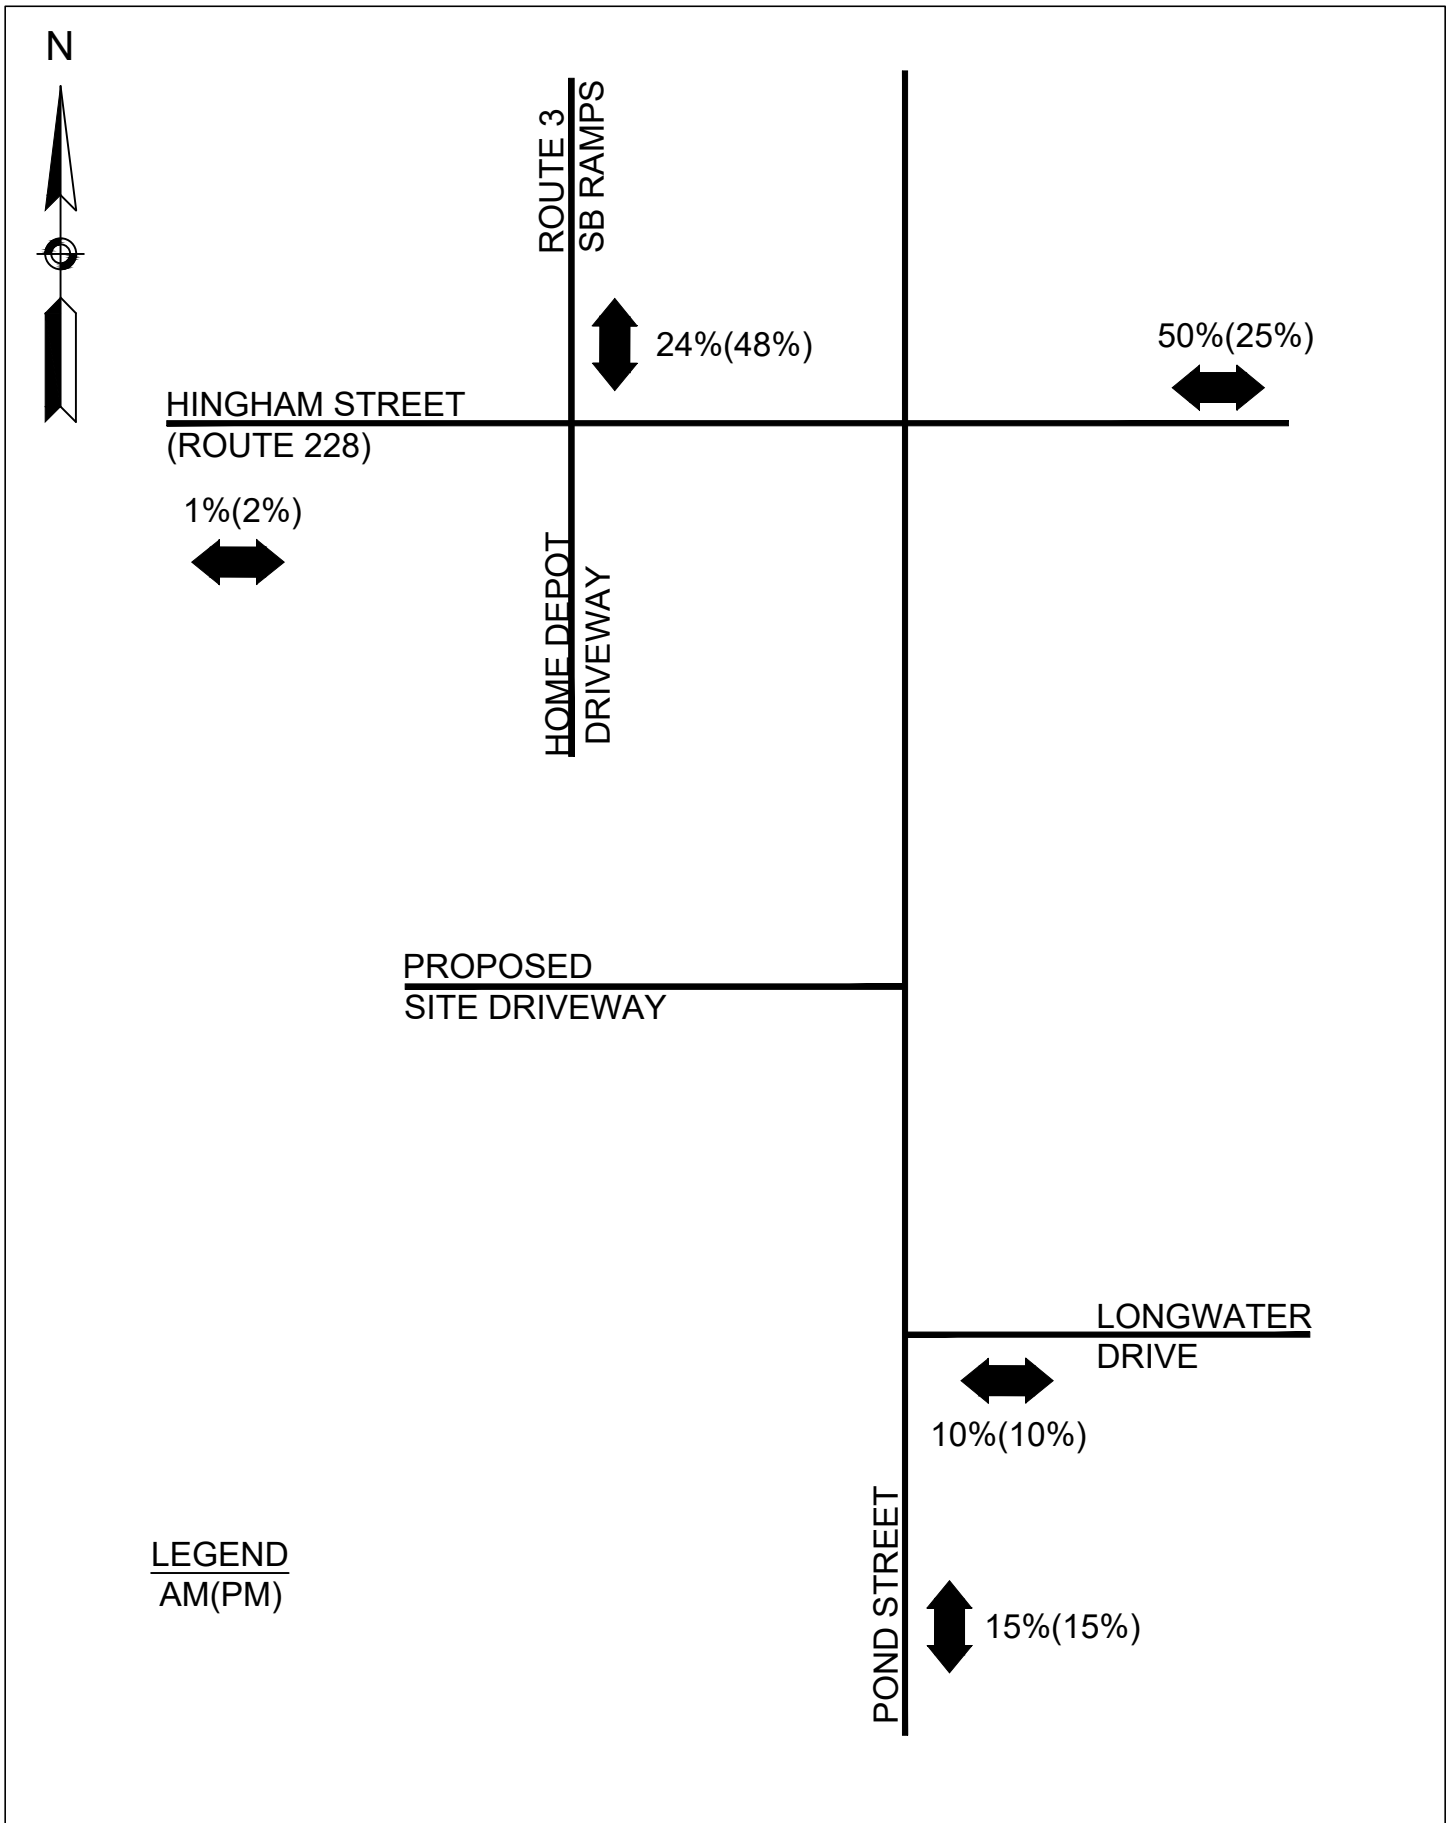 N
ROUTE 3
SB RAMPS
24%(48%)
50%(25%)
HINGHAM STREET
(ROUTE 228)
1%(2%)
HOME DEPOT
DRIVEWAY
PROPOSED
SITE DRIVEWAY
LONGWATER
DRIVE
10%(10%)
POND STREET
15%(15%)
LEGEND
AM(PM)